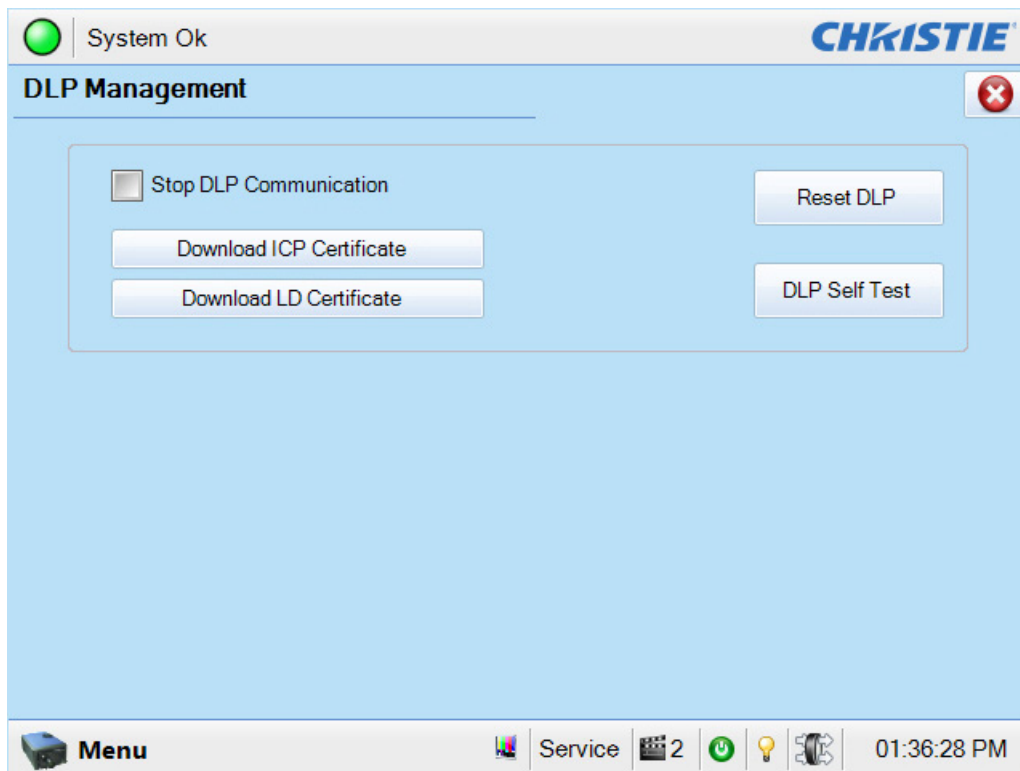 System Ok
CHRISTIE
DLP Management
Stop DLP Communication
Reset DLP
Download ICP Certificate
Download LD Certificate
DLP Self Test
Menu
Service
2
01:36:28 PM